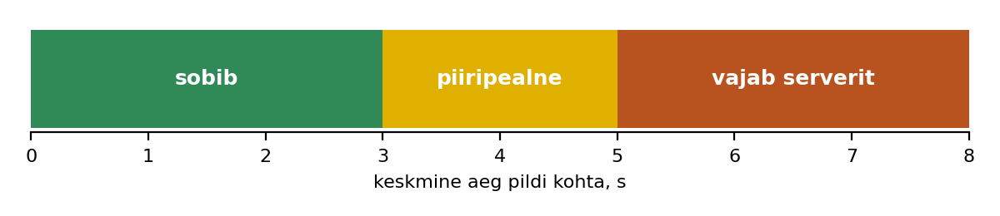 sobib piiripealne vajab serverit
0 1 2 3 4 5 6 7 8
keskmine aeg pildi kohta, s